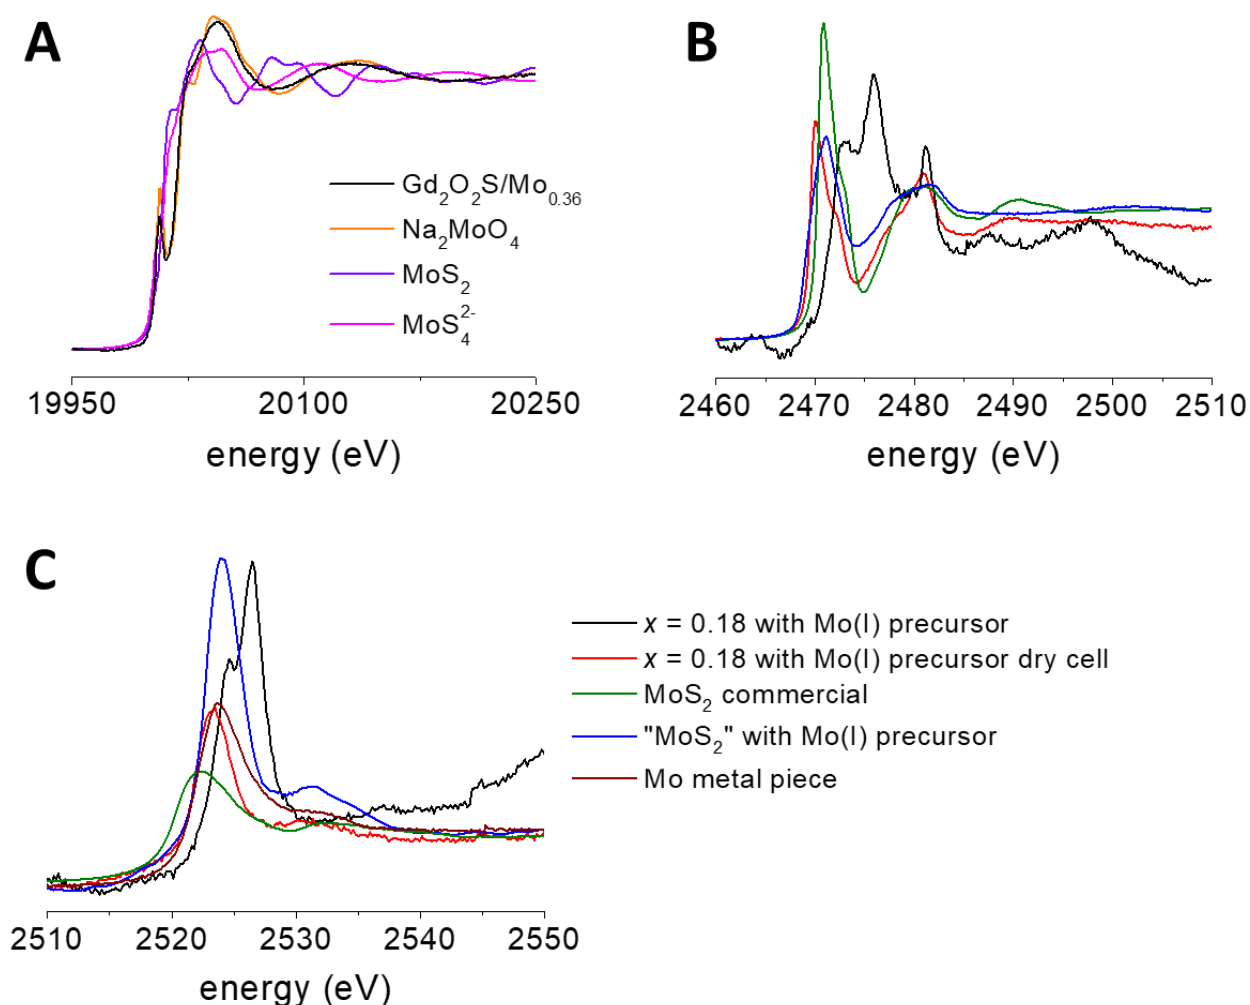 A
Gd2O2S/Mo0.36
Na2MoO4
MoS2
MoS4^2-
19950 20100 20250
energy (eV)
B
2460 2470 2480 2490 2500 2510
energy (eV)
C
x = 0.18 with Mo(I) precursor
x = 0.18 with Mo(I) precursor dry cell
MoS2 commercial
"MoS2" with Mo(I) precursor
Mo metal piece
2510 2520 2530 2540 2550
energy (eV)